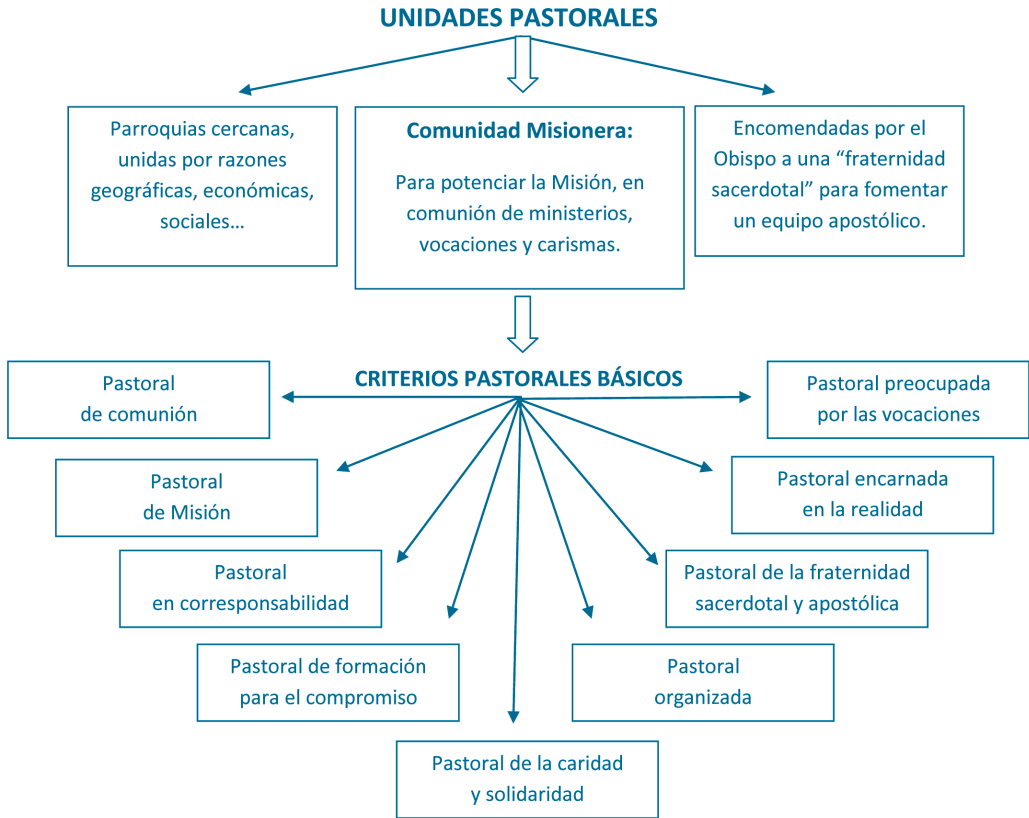 UNIDADES PASTORALES
Parroquias cercanas,
unidas por razones
geográficas, económicas,
sociales…
Comunidad Misionera:
Para potenciar la Misión, en
comunión de ministerios,
vocaciones y carismas.
Encomendadas por el
Obispo a una “fraternidad
sacerdotal” para fomentar
un equipo apostólico.
CRITERIOS PASTORALES BÁSICOS
Pastoral
de comunión
Pastoral preocupada
por las vocaciones
Pastoral
de Misión
Pastoral encarnada
en la realidad
Pastoral
en corresponsabilidad
Pastoral de la fraternidad
sacerdotal y apostólica
Pastoral de formación
para el compromiso
Pastoral
organizada
Pastoral de la caridad
y solidaridad